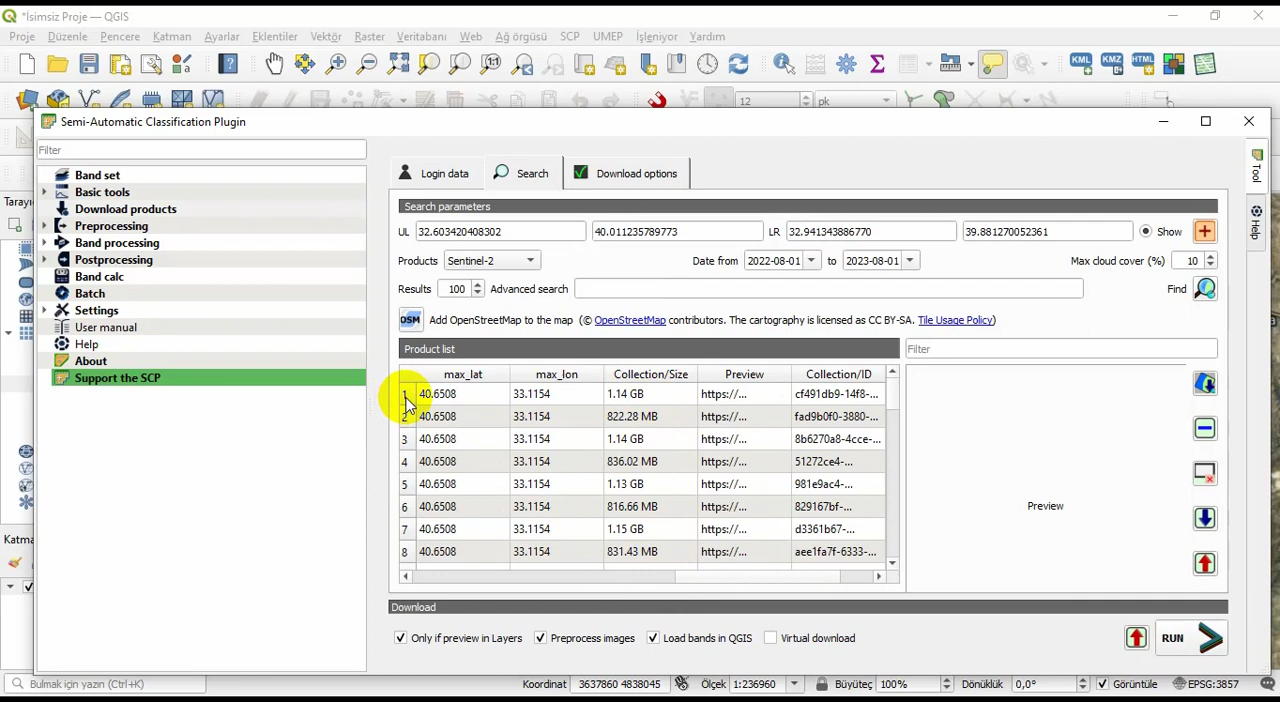 *İsimsiz Proje — QGIS
Proje Düzenle Pencere Katman Ayarlar Eklentiler Vektör Raster Veritabanı Web Ağ örgüsü SCP UMEP İşleniyor Yardım
KML KMZ HTML
12 pk
Semi-Automatic Classification Plugin
Filter
Band set
Basic tools
Download products
Preprocessing
Band processing
Postprocessing
Band calc
Batch
Settings
User manual
Help
About
Support the SCP
Tarayı
Katma
Login data Search Download options
Search parameters
UL 32.603420408302 40.011235789773 LR 32.941343886770 39.881270052361 Show
Products Sentinel-2 Date from 2022-08-01 to 2023-08-01 Max cloud cover (%) 10
Results 100 Advanced search Find
OSM Add OpenStreetMap to the map (© OpenStreetMap contributors. The cartography is licensed as CC BY-SA. Tile Usage Policy)
Product list Filter
max_lat max_lon Collection/Size Preview Collection/ID
1 40.6508 33.1154 1.14 GB https://... cf491db9-14f8-...
2 40.6508 33.1154 822.28 MB https://... fad9b0f0-3880-...
3 40.6508 33.1154 1.14 GB https://... 8b6270a8-4cce-...
4 40.6508 33.1154 836.02 MB https://... 51272ce4-...
5 40.6508 33.1154 1.13 GB https://... 981e9ac4-...
6 40.6508 33.1154 816.66 MB https://... 829167bf-...
7 40.6508 33.1154 1.15 GB https://... d3361b67-...
8 40.6508 33.1154 831.43 MB https://... aee1fa7f-6333-...
Preview
Download
Only if preview in Layers Preprocess images Load bands in QGIS Virtual download RUN
Tool
Help
Bulmak için yazın (Ctrl+K) Koordinat 3637860 4838045 Ölçek 1:236960 Büyüteç 100% Dönüklük 0,0° Görüntüle EPSG:3857